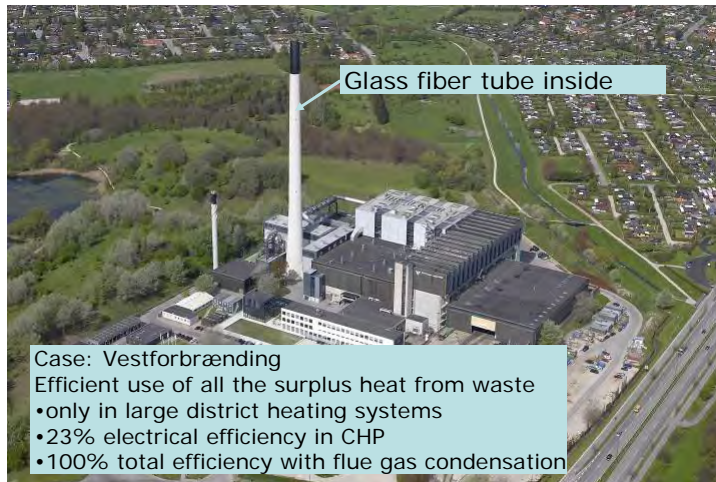 Glass fiber tube inside
Case: Vestforbrænding
Efficient use of all the surplus heat from waste
•only in large district heating systems
•23% electrical efficiency in CHP
•100% total efficiency with flue gas condensation